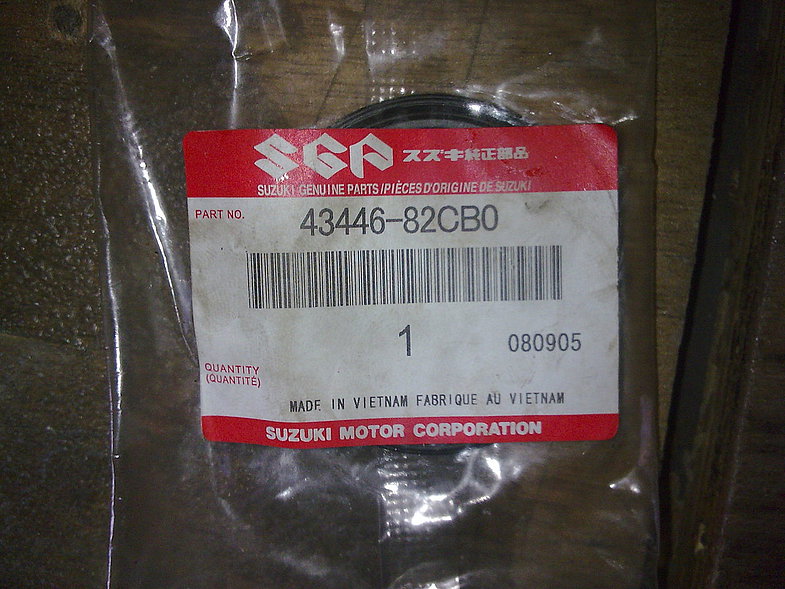 SGP スズキ純正部品
SUZUKI GENUINE PARTS/PIÈCES D'ORIGINE DE SUZUKI
PART NO. 43446-82CB0
1 080905
QUANTITY
(QUANTITÉ)
MADE IN VIETNAM FABRIQUE AU VIETNAM
SUZUKI MOTOR CORPORATION